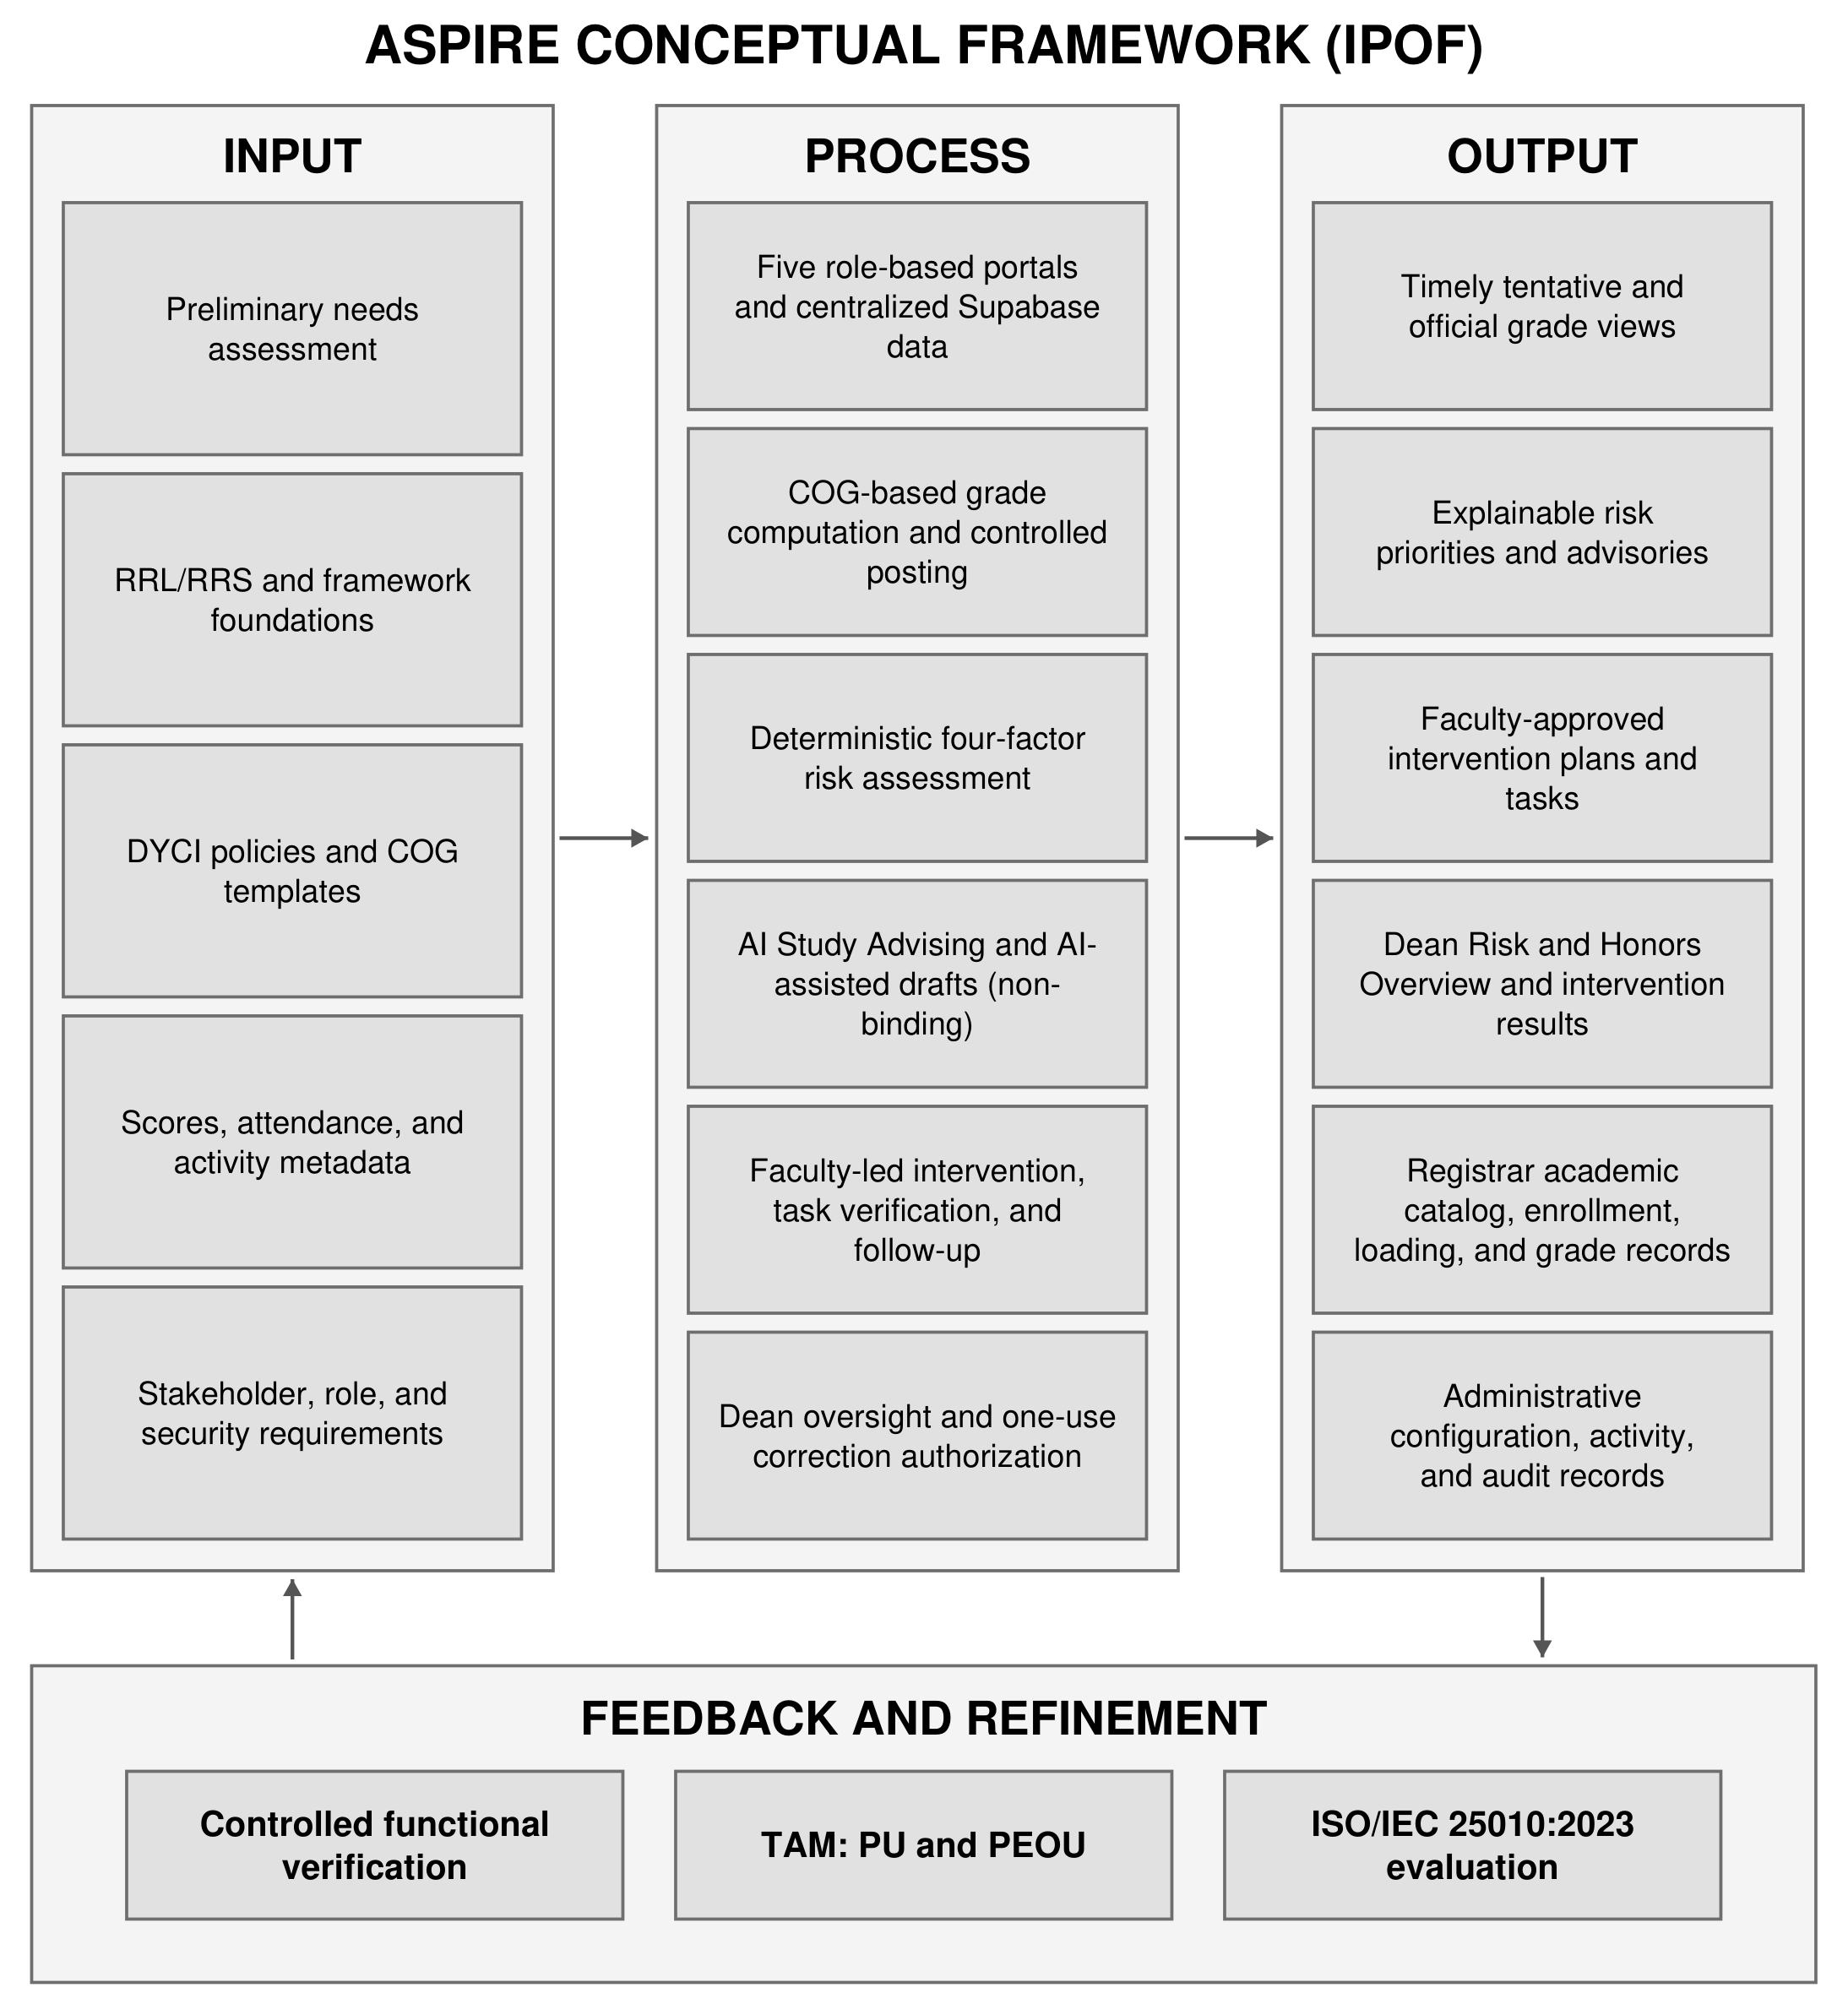 ASPIRE CONCEPTUAL FRAMEWORK (IPOF)
INPUT
Preliminary needs
assessment
RRL/RRS and framework
foundations
DYCI policies and COG
templates
Scores, attendance, and
activity metadata
Stakeholder, role, and
security requirements
PROCESS
Five role-based portals
and centralized Supabase
data
COG-based grade
computation and controlled
posting
Deterministic four-factor
risk assessment
AI Study Advising and AI-
assisted drafts (non-
binding)
Faculty-led intervention,
task verification, and
follow-up
Dean oversight and one-use
correction authorization
OUTPUT
Timely tentative and
official grade views
Explainable risk
priorities and advisories
Faculty-approved
intervention plans and
tasks
Dean Risk and Honors
Overview and intervention
results
Registrar academic
catalog, enrollment,
loading, and grade records
Administrative
configuration, activity,
and audit records
FEEDBACK AND REFINEMENT
Controlled functional
verification
TAM: PU and PEOU
ISO/IEC 25010:2023
evaluation